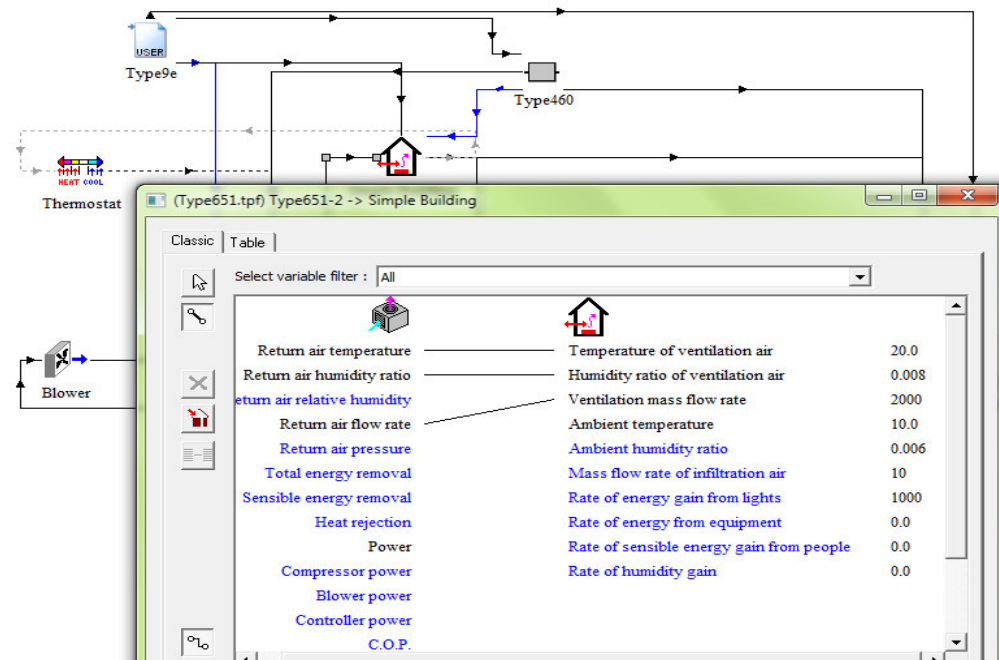 USER
Type9e
Type460
HEAT COOL
Thermostat
(Type651.tpf) Type651-2 -> Simple Building
Classic Table
Select variable filter : All
Return air temperature Temperature of ventilation air 20.0
Return air humidity ratio Humidity ratio of ventilation air 0.008
eturn air relative humidity Ventilation mass flow rate 2000
Return air flow rate Ambient temperature 10.0
Return air pressure Ambient humidity ratio 0.006
Total energy removal Mass flow rate of infiltration air 10
Sensible energy removal Rate of energy gain from lights 1000
Heat rejection Rate of energy from equipment 0.0
Power Rate of sensible energy gain from people 0.0
Compressor power Rate of humidity gain 0.0
Blower power
Controller power
C.O.P.
Blower